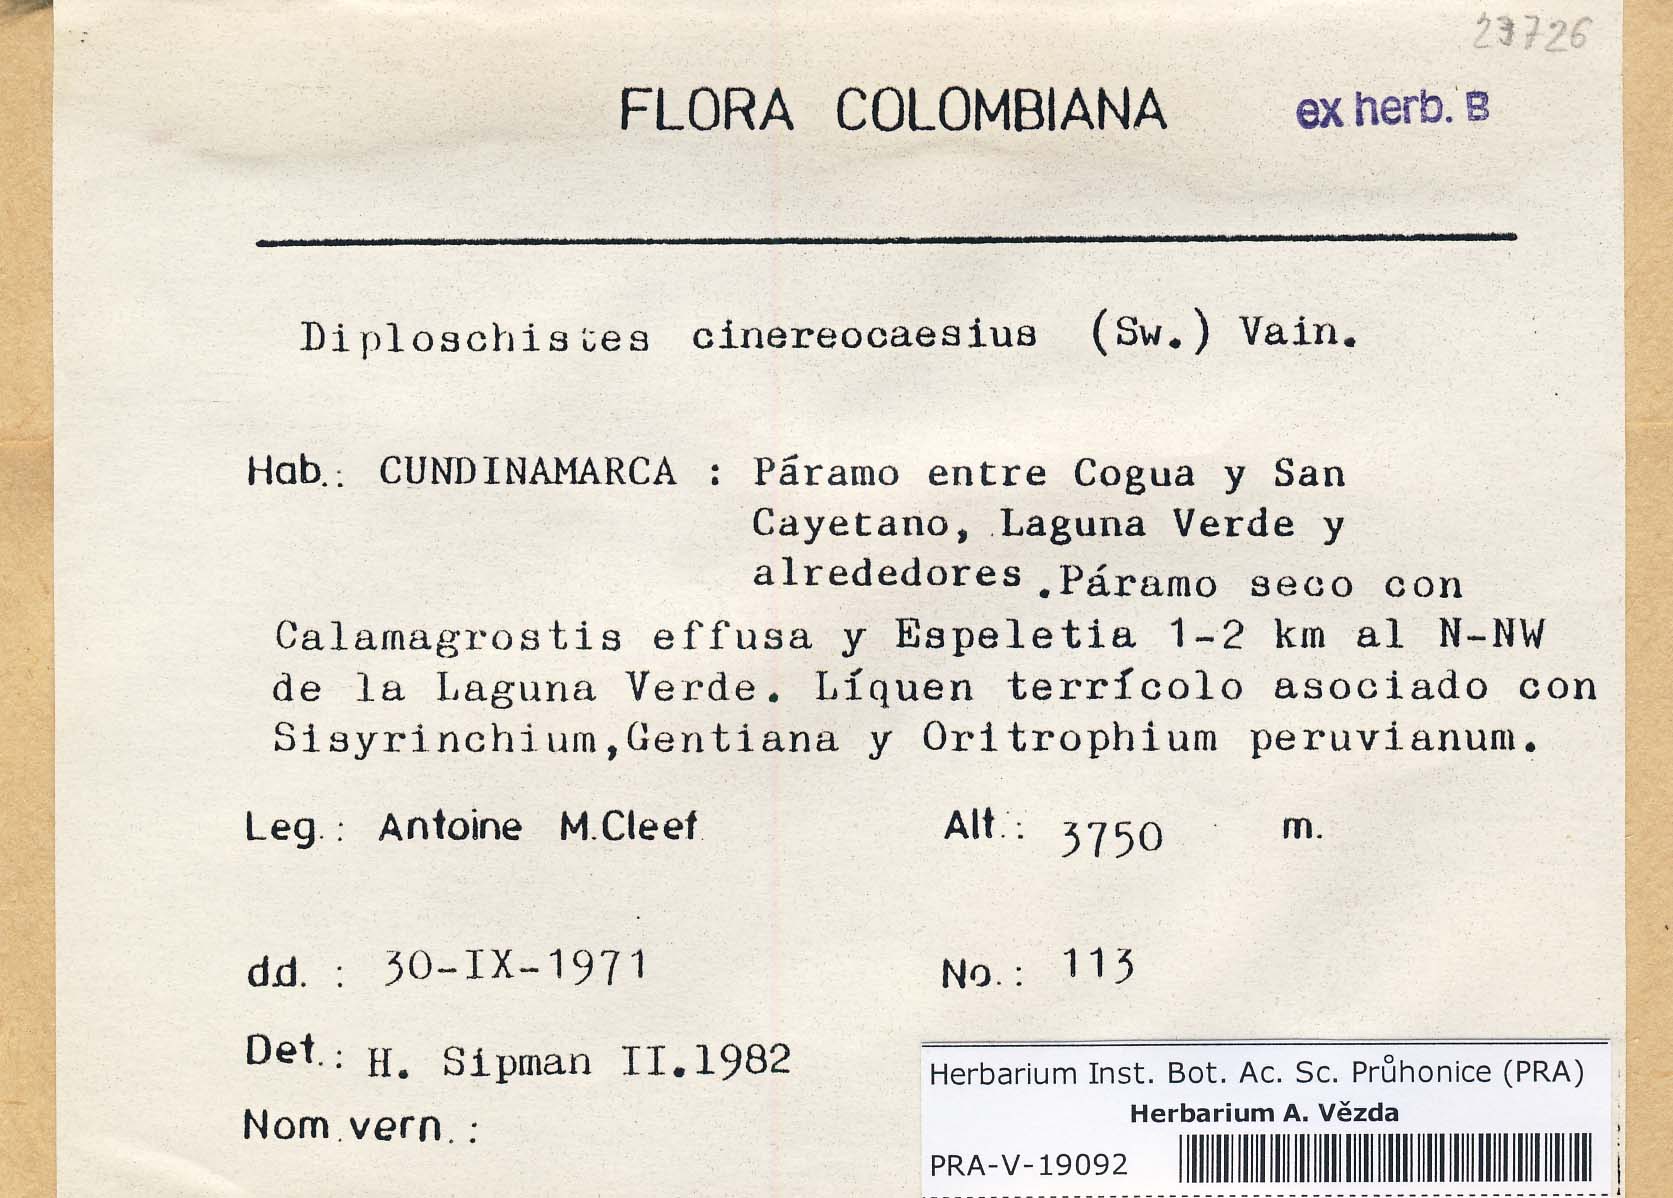 23726
FLORA COLOMBIANA ex herb. B
Diploschistes cinereocaesius (Sw.) Vain.
Hab.: CUNDINAMARCA : Páramo entre Cogua y San
Cayetano, Laguna Verde y
alrededores .Páramo seco con
Calamagrostis effusa y Espeletia 1-2 km al N-NW
de la Laguna Verde. Líquen terrícolo asociado con
Sisyrinchium,Gentiana y Oritrophium peruvianum.
Leg.: Antoine M.Cleef Alt.: 3750 m.
d.d. : 30-IX-1971 No.: 113
Det.: H. Sipman II.1982
Nom.vern.:
Herbarium Inst. Bot. Ac. Sc. Průhonice (PRA)
Herbarium A. Vězda
PRA-V-19092